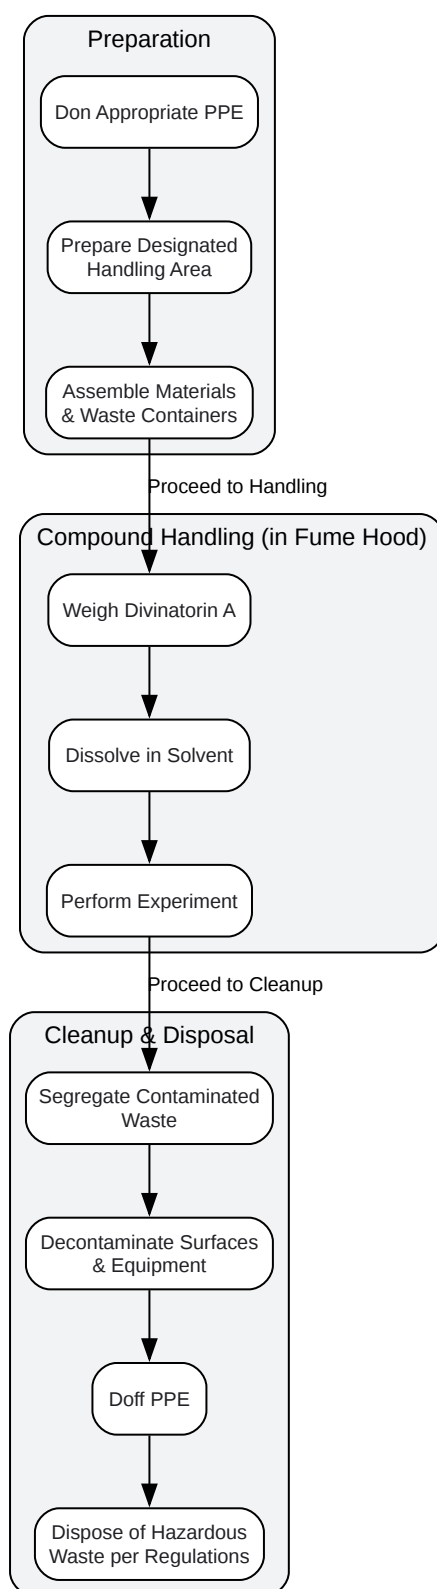 Preparation
Don Appropriate PPE
Prepare Designated
Handling Area
Assemble Materials
& Waste Containers
Proceed to Handling
Compound Handling (in Fume Hood)
Weigh Divinatorin A
Dissolve in Solvent
Perform Experiment
Proceed to Cleanup
Cleanup & Disposal
Segregate Contaminated
Waste
Decontaminate Surfaces
& Equipment
Doff PPE
Dispose of Hazardous
Waste per Regulations